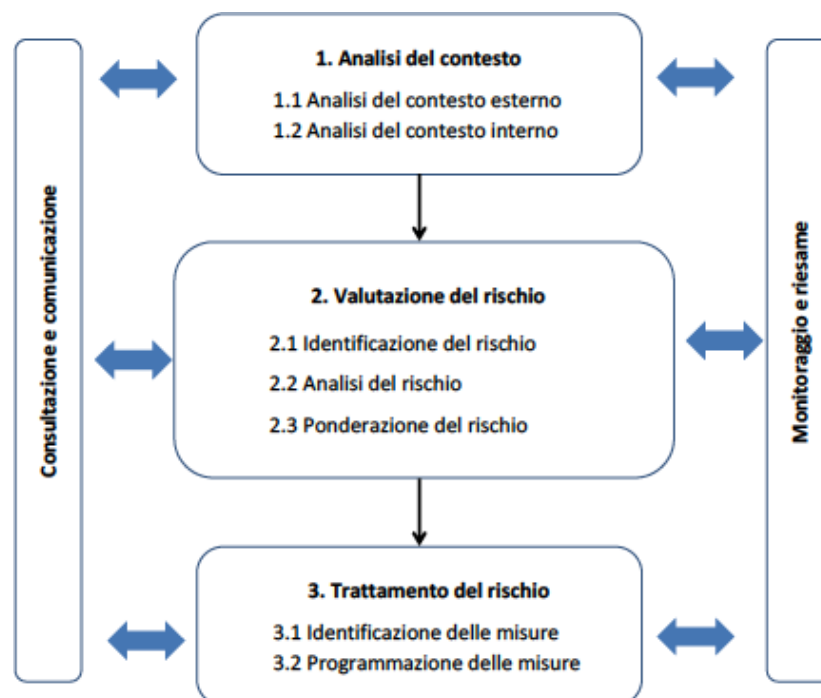 Consultazione e comunicazione
1. Analisi del contesto
1.1 Analisi del contesto esterno
1.2 Analisi del contesto interno
2. Valutazione del rischio
2.1 Identificazione del rischio
2.2 Analisi del rischio
2.3 Ponderazione del rischio
3. Trattamento del rischio
3.1 Identificazione delle misure
3.2 Programmazione delle misure
Monitoraggio e riesame